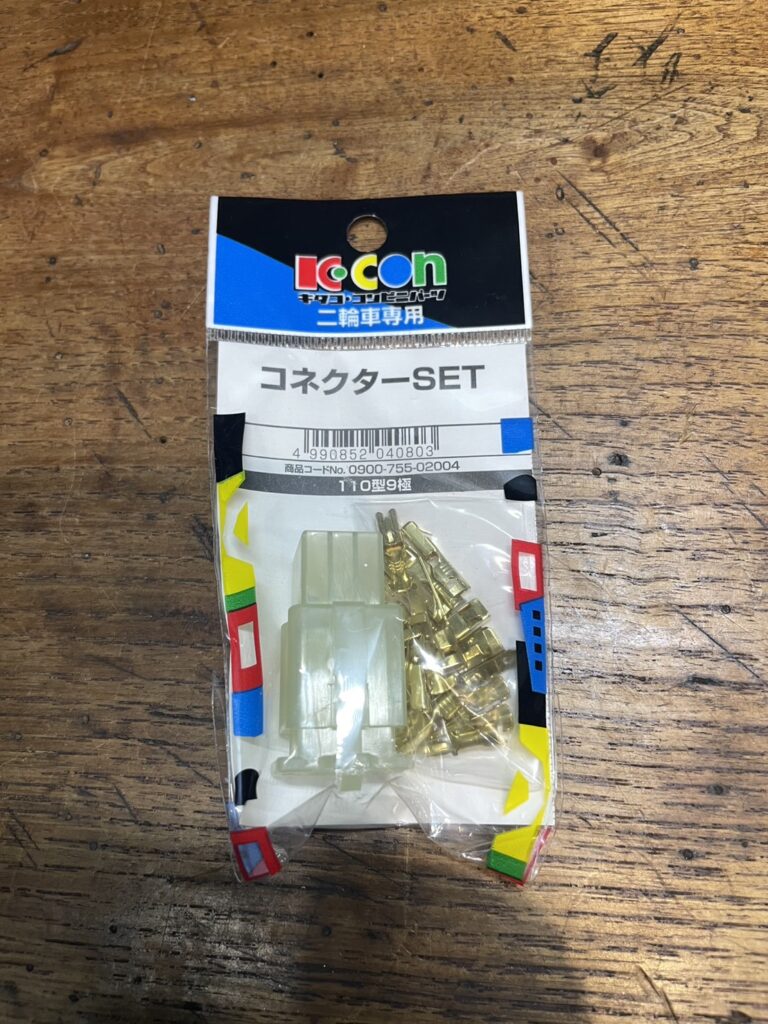 K・CON
キタコ・コンビニパーツ
二輪車専用
コネクターSET
4 990852 040803
商品コードNo. 0900-755-02004
110型9極